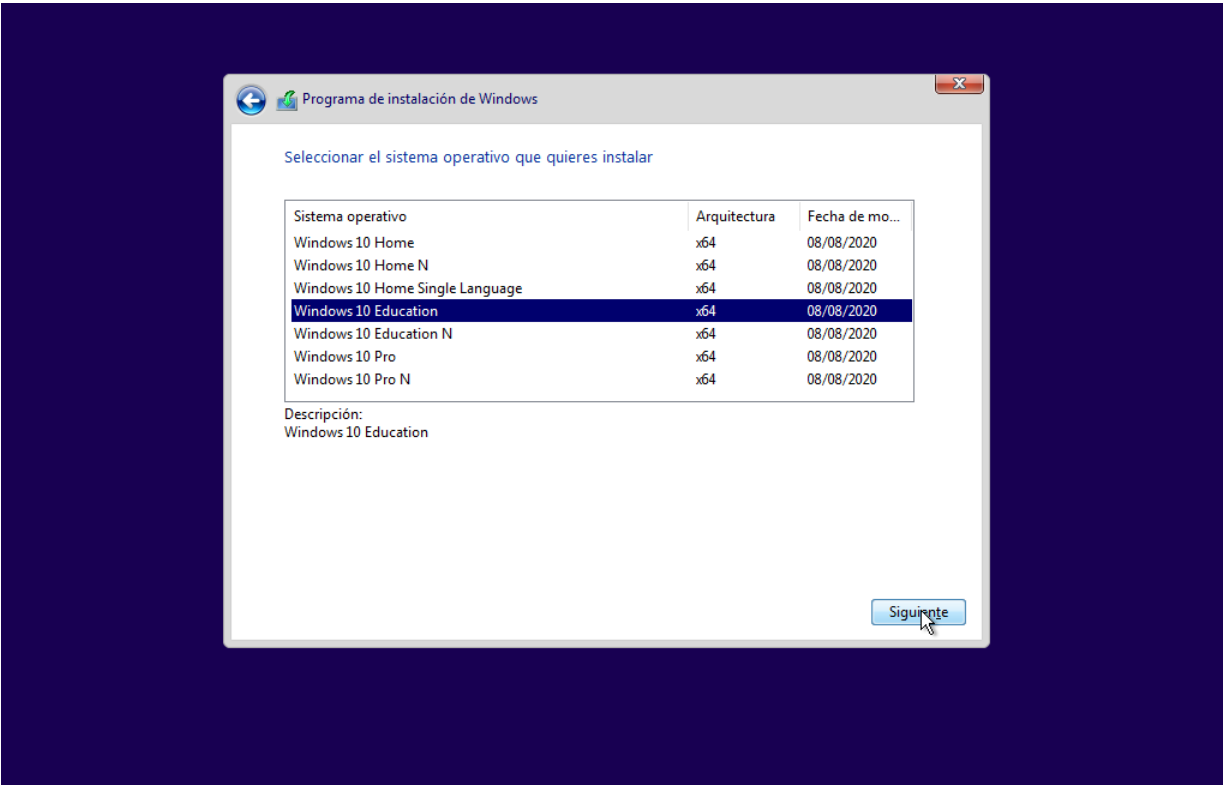 Programa de instalación de Windows
X
Seleccionar el sistema operativo que quieres instalar
Sistema operativo Arquitectura Fecha de mo...
Windows 10 Home x64 08/08/2020
Windows 10 Home N x64 08/08/2020
Windows 10 Home Single Language x64 08/08/2020
Windows 10 Education x64 08/08/2020
Windows 10 Education N x64 08/08/2020
Windows 10 Pro x64 08/08/2020
Windows 10 Pro N x64 08/08/2020
Descripción:
Windows 10 Education
Siguiente